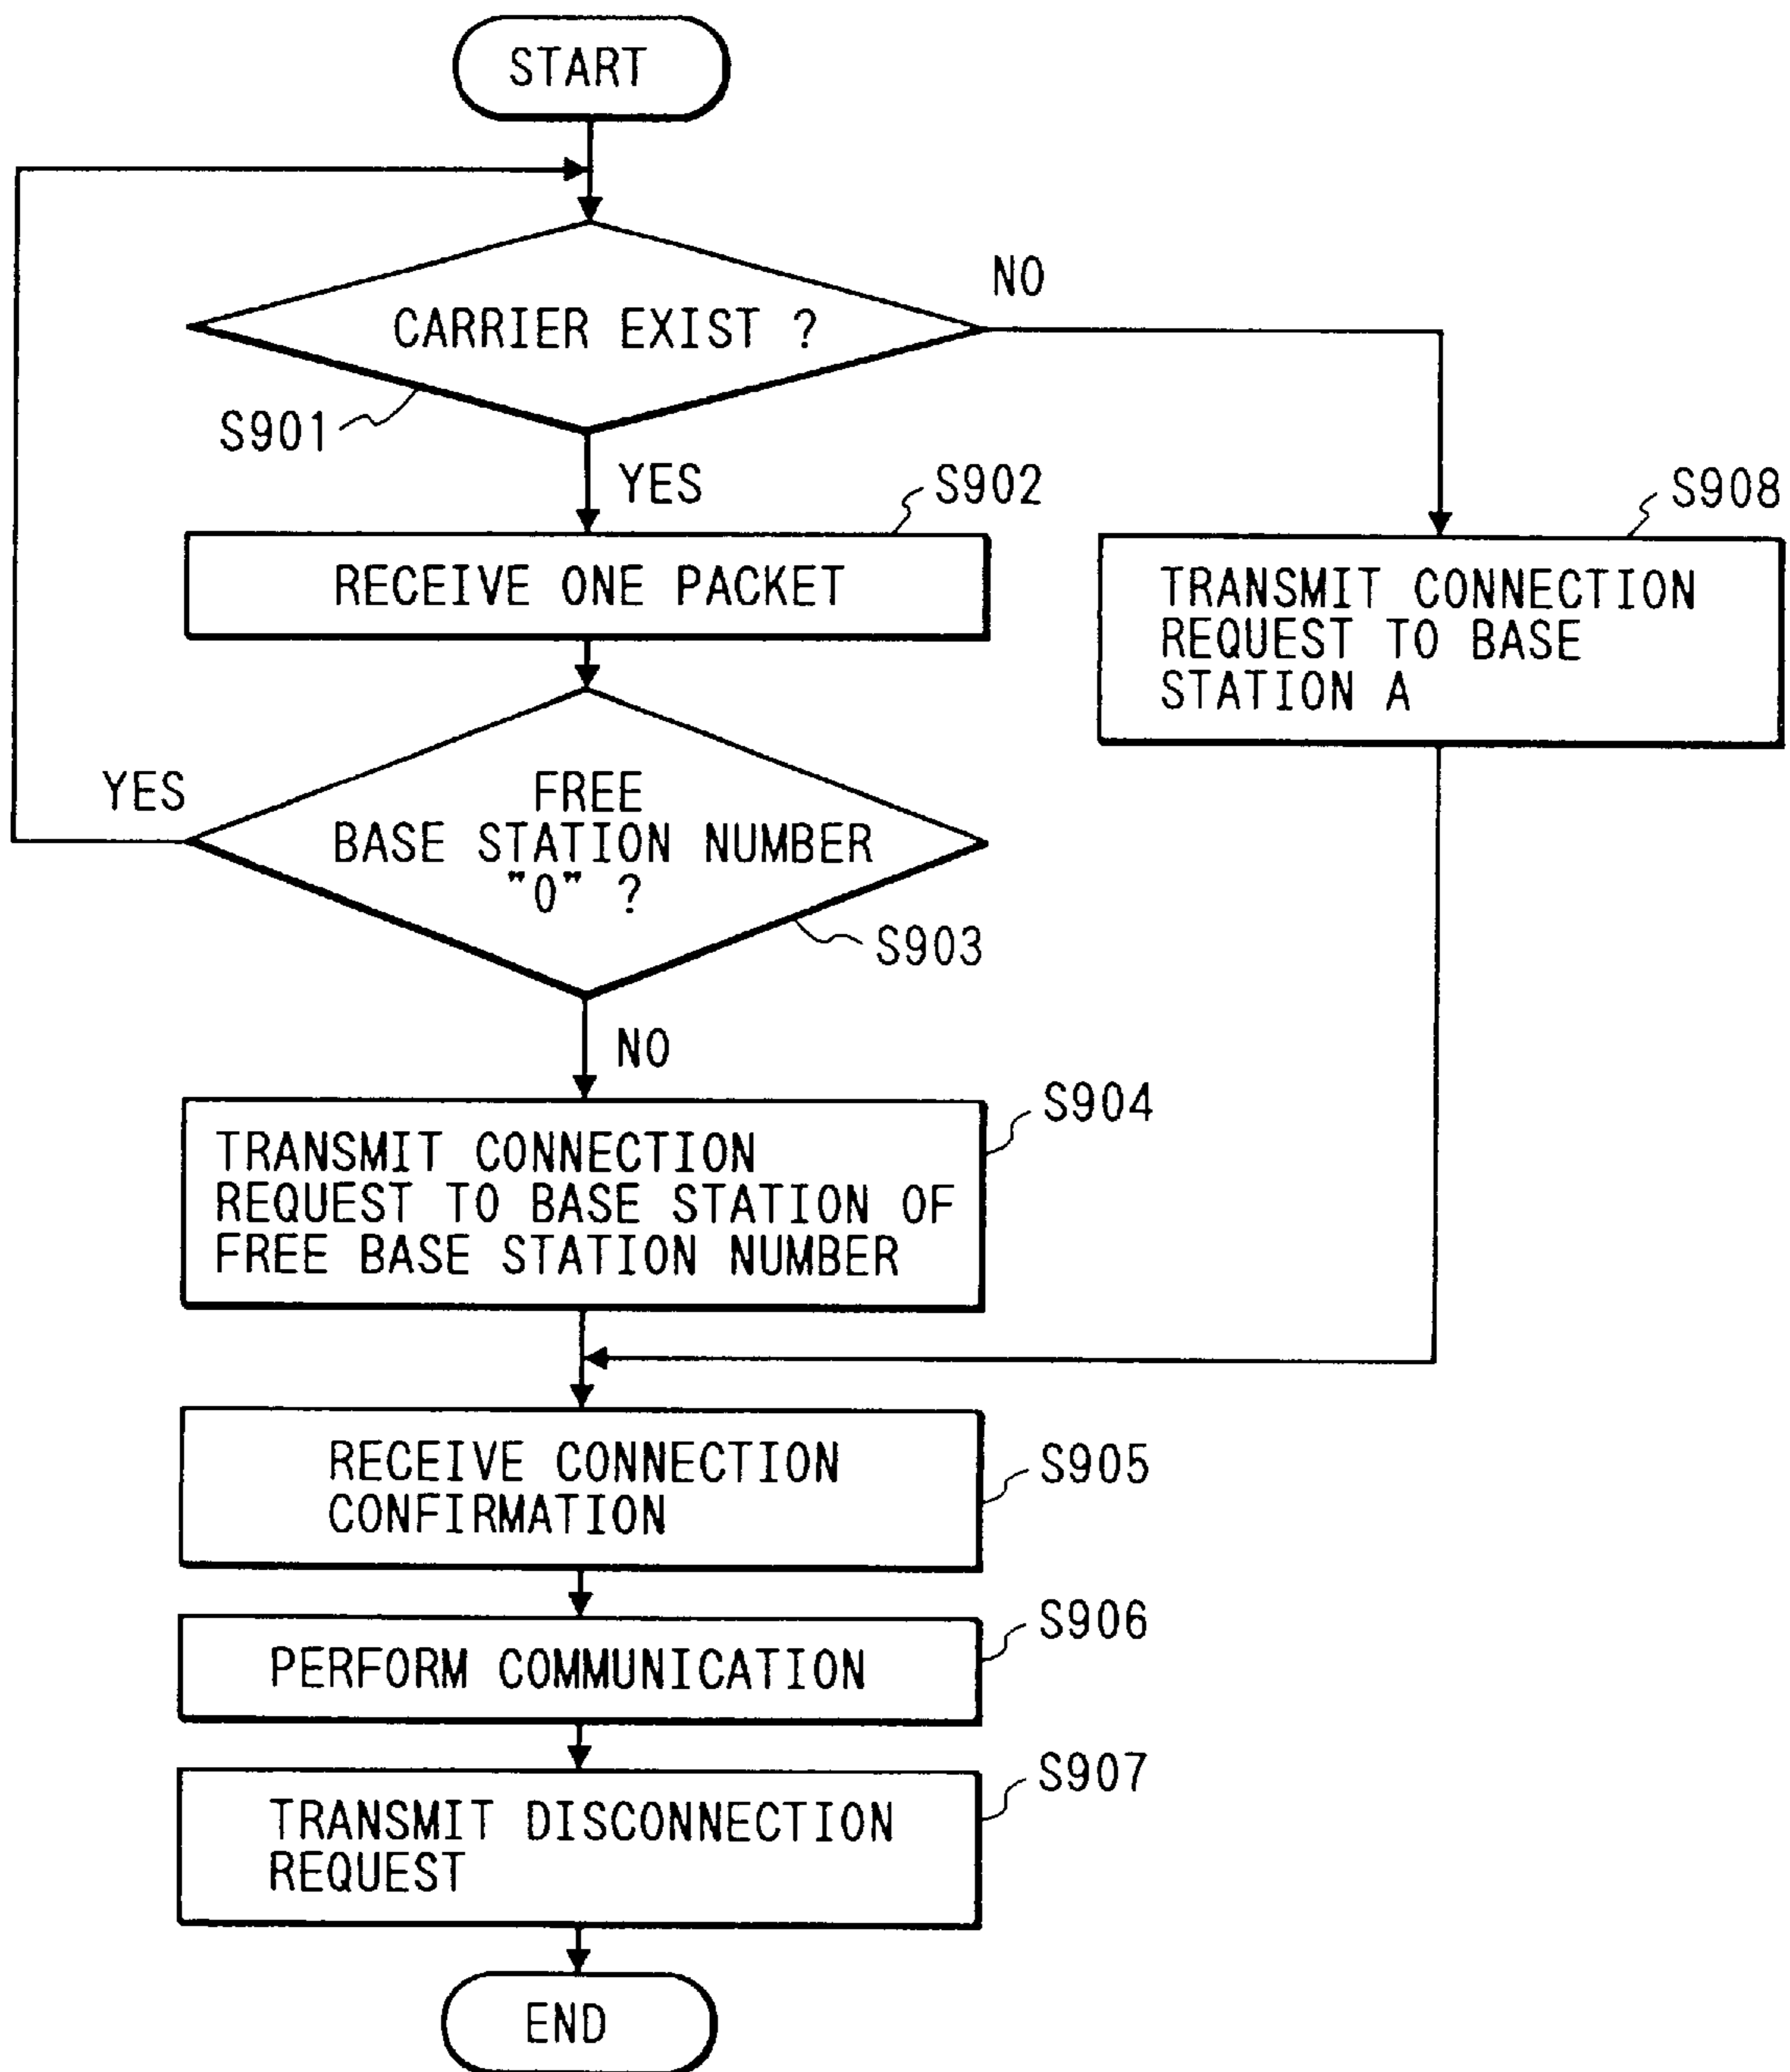 START
CARRIER EXIST ?
NO
S901
YES
S902
RECEIVE ONE PACKET
S908
TRANSMIT CONNECTION
REQUEST TO BASE
STATION A
YES
FREE
BASE STATION NUMBER
"0" ?
S903
NO
S904
TRANSMIT CONNECTION
REQUEST TO BASE STATION OF
FREE BASE STATION NUMBER
RECEIVE CONNECTION
CONFIRMATION
S905
PERFORM COMMUNICATION
S906
TRANSMIT DISCONNECTION
REQUEST
S907
END